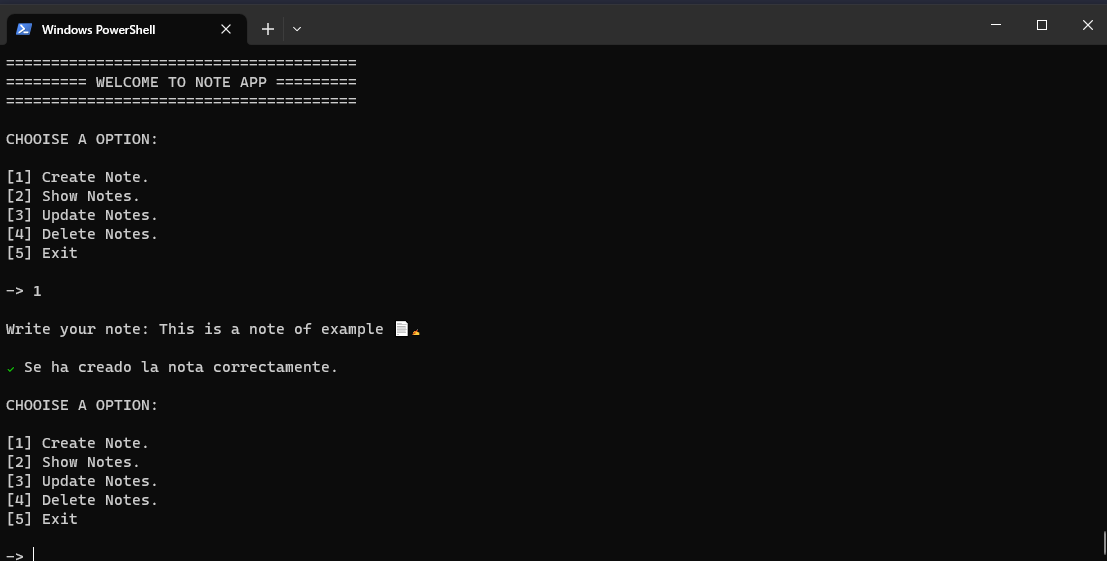 Windows PowerShell
=======================================
========= WELCOME TO NOTE APP =========
=======================================
CHOOISE A OPTION:
[1] Create Note.
[2] Show Notes.
[3] Update Notes.
[4] Delete Notes.
[5] Exit
-> 1
Write your note: This is a note of example 📄✍
✓ Se ha creado la nota correctamente.
CHOOISE A OPTION:
[1] Create Note.
[2] Show Notes.
[3] Update Notes.
[4] Delete Notes.
[5] Exit
->